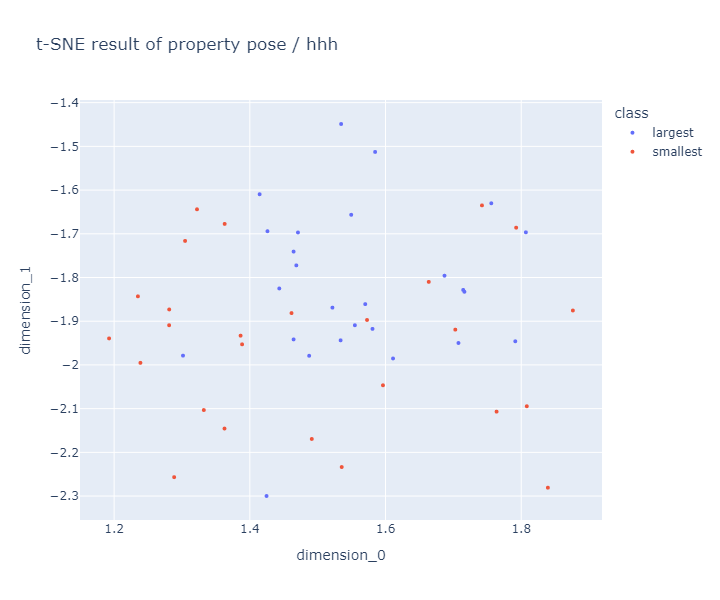 t-SNE result of property pose / hhh
class
largest
smallest
dimension_1
−1.4
−1.5
−1.6
−1.7
−1.8
−1.9
−2
−2.1
−2.2
−2.3
1.2
1.4
1.6
1.8
dimension_0